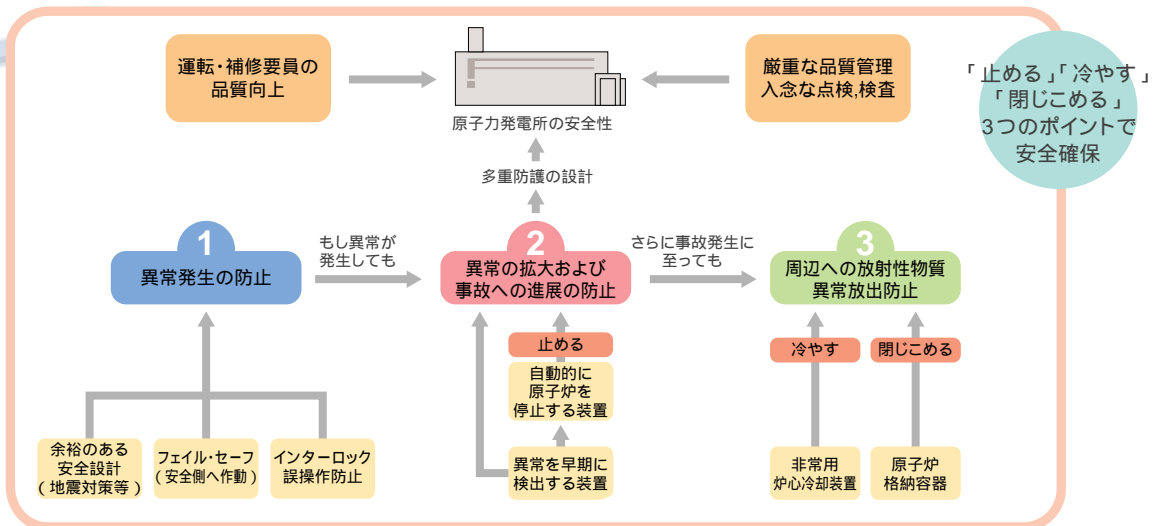 運転・補修要員の
品質向上
厳重な品質管理
入念な点検,検査
「止める」「冷やす」
「閉じこめる」
3つのポイントで
安全確保
原子力発電所の安全性
多重防護の設計
1
異常発生の防止
もし異常が
発生しても
2
異常の拡大および
事故への進展の防止
さらに事故発生に
至っても
3
周辺への放射性物質
異常放出防止
止める
冷やす
閉じこめる
自動的に
原子炉を
停止する装置
余裕のある
安全設計
(地震対策等)
フェイル・セーフ
(安全側へ作動)
インターロック
誤操作防止
異常を早期に
検出する装置
非常用
炉心冷却装置
原子炉
格納容器